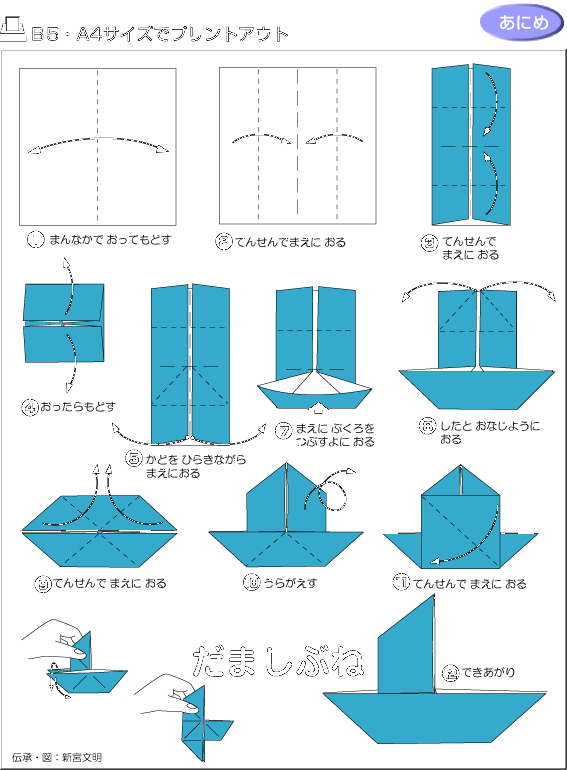 B5・A4サイズでプリントアウト
あにめ
① まんなかで おってもどす
② てんせんでまえに おる
③ てんせんで
まえに おる
④ おったらもどす
⑤ かどを ひらきながら
まえにおる
⑦ まえに ぶくろを
つぶすよに おる
⑧ したと おなじように
おる
⑨ てんせんで まえに おる
⑩ うらがえす
⑪ てんせんで まえに おる
だましぶね
⑫ できあがり
伝承・図：新宮文明